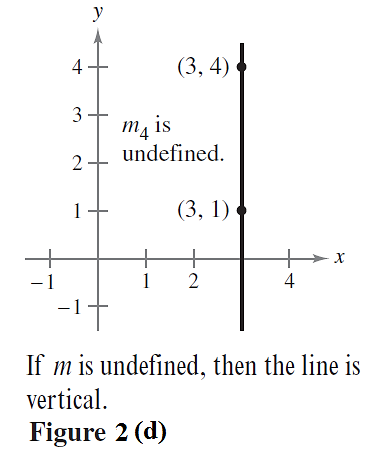 y
4
(3, 4)
3
m₄ is
undefined.
2
1
(3, 1)
x
−1
1
2
4
−1
If m is undefined, then the line is
vertical.
Figure 2 (d)